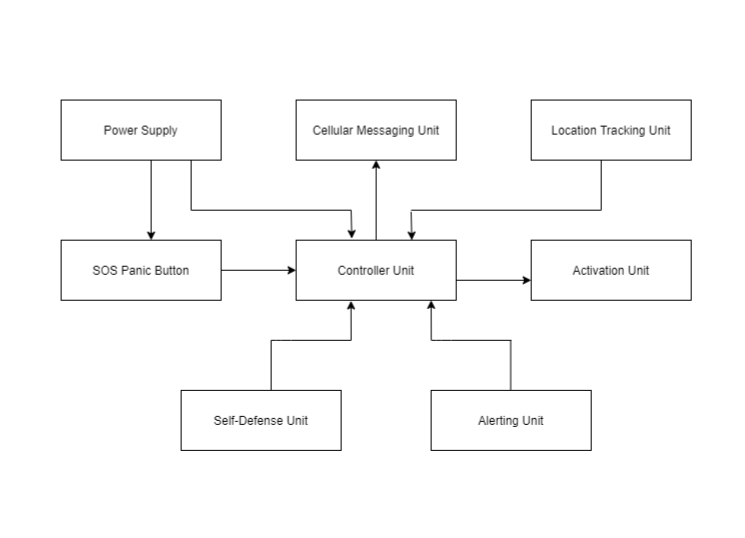 Power Supply
Cellular Messaging Unit
Location Tracking Unit
SOS Panic Button
Controller Unit
Activation Unit
Self-Defense Unit
Alerting Unit